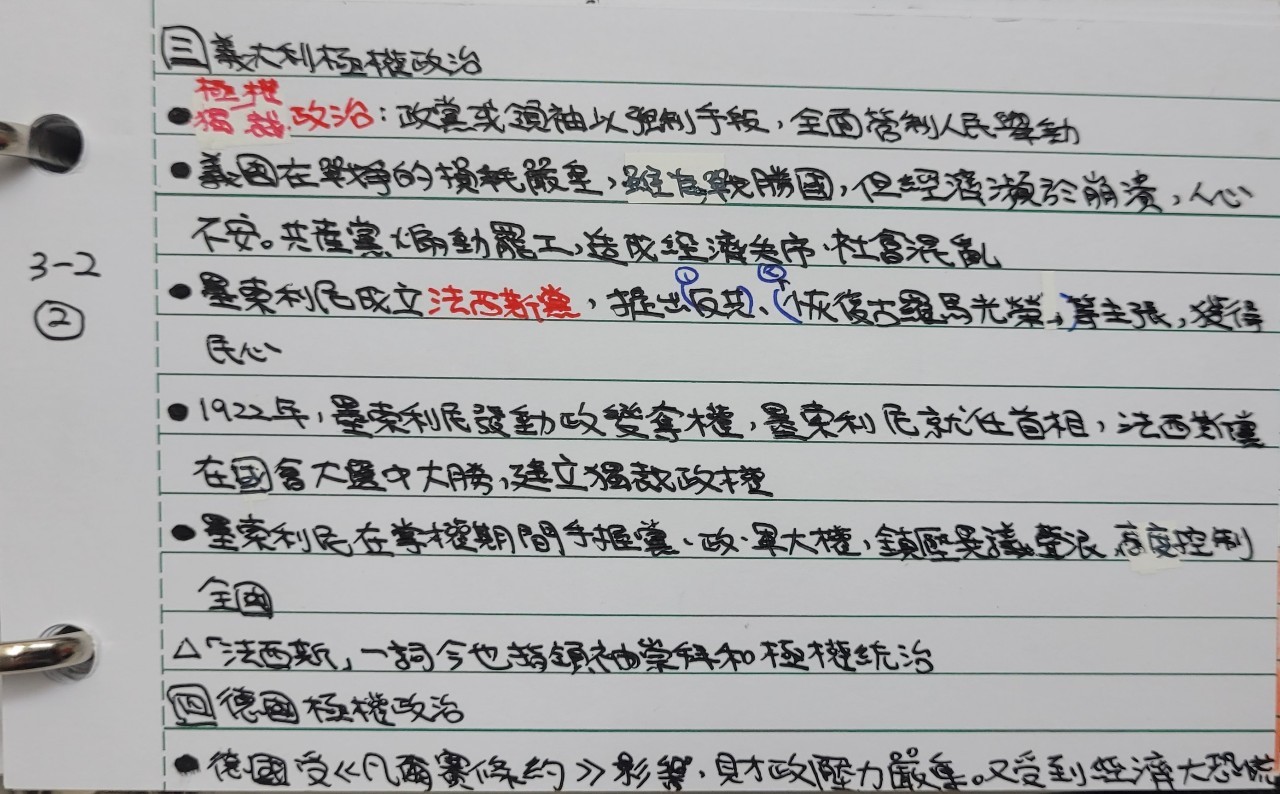 三 義大利極權政治
●極權獨裁政治：政黨或領袖以強制手段，全面管制人民舉動
●義國在戰爭的損耗嚴重，雖為戰勝國，但經濟瀕於崩潰，人心
不安。共產黨煽動罷工，造成經濟失序、社會混亂
3-2
②
●墨索利尼成立法西斯黨，提出①(反共)、②(恢復古羅馬光榮)等主張，獲得
民心
●1922年，墨索利尼發動政變奪權，墨索利尼就任首相，法西斯黨
在國會大選中大勝，建立獨裁政權
●墨索利尼在掌權期間手握黨、政、軍大權，鎮壓異議聲浪 高度控制
全國
△「法西斯」一詞今也指領袖崇拜和極權統治
四 德國極權政治
●德國受《凡爾賽條約》影響，財政壓力嚴重。又受到經濟大恐慌